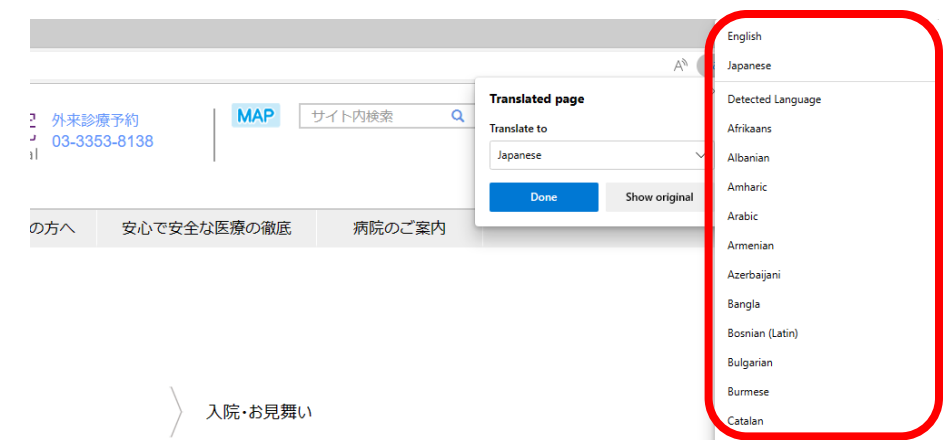 A
外来診療予約
03-3353-8138
al
MAP
サイト内検索
Translated page
Translate to
Japanese
Done
Show original
の方へ
安心で安全な医療の徹底
病院のご案内
入院・お見舞い
English
Japanese
Detected Language
Afrikaans
Albanian
Amharic
Arabic
Armenian
Azerbaijani
Bangla
Bosnian (Latin)
Bulgarian
Burmese
Catalan